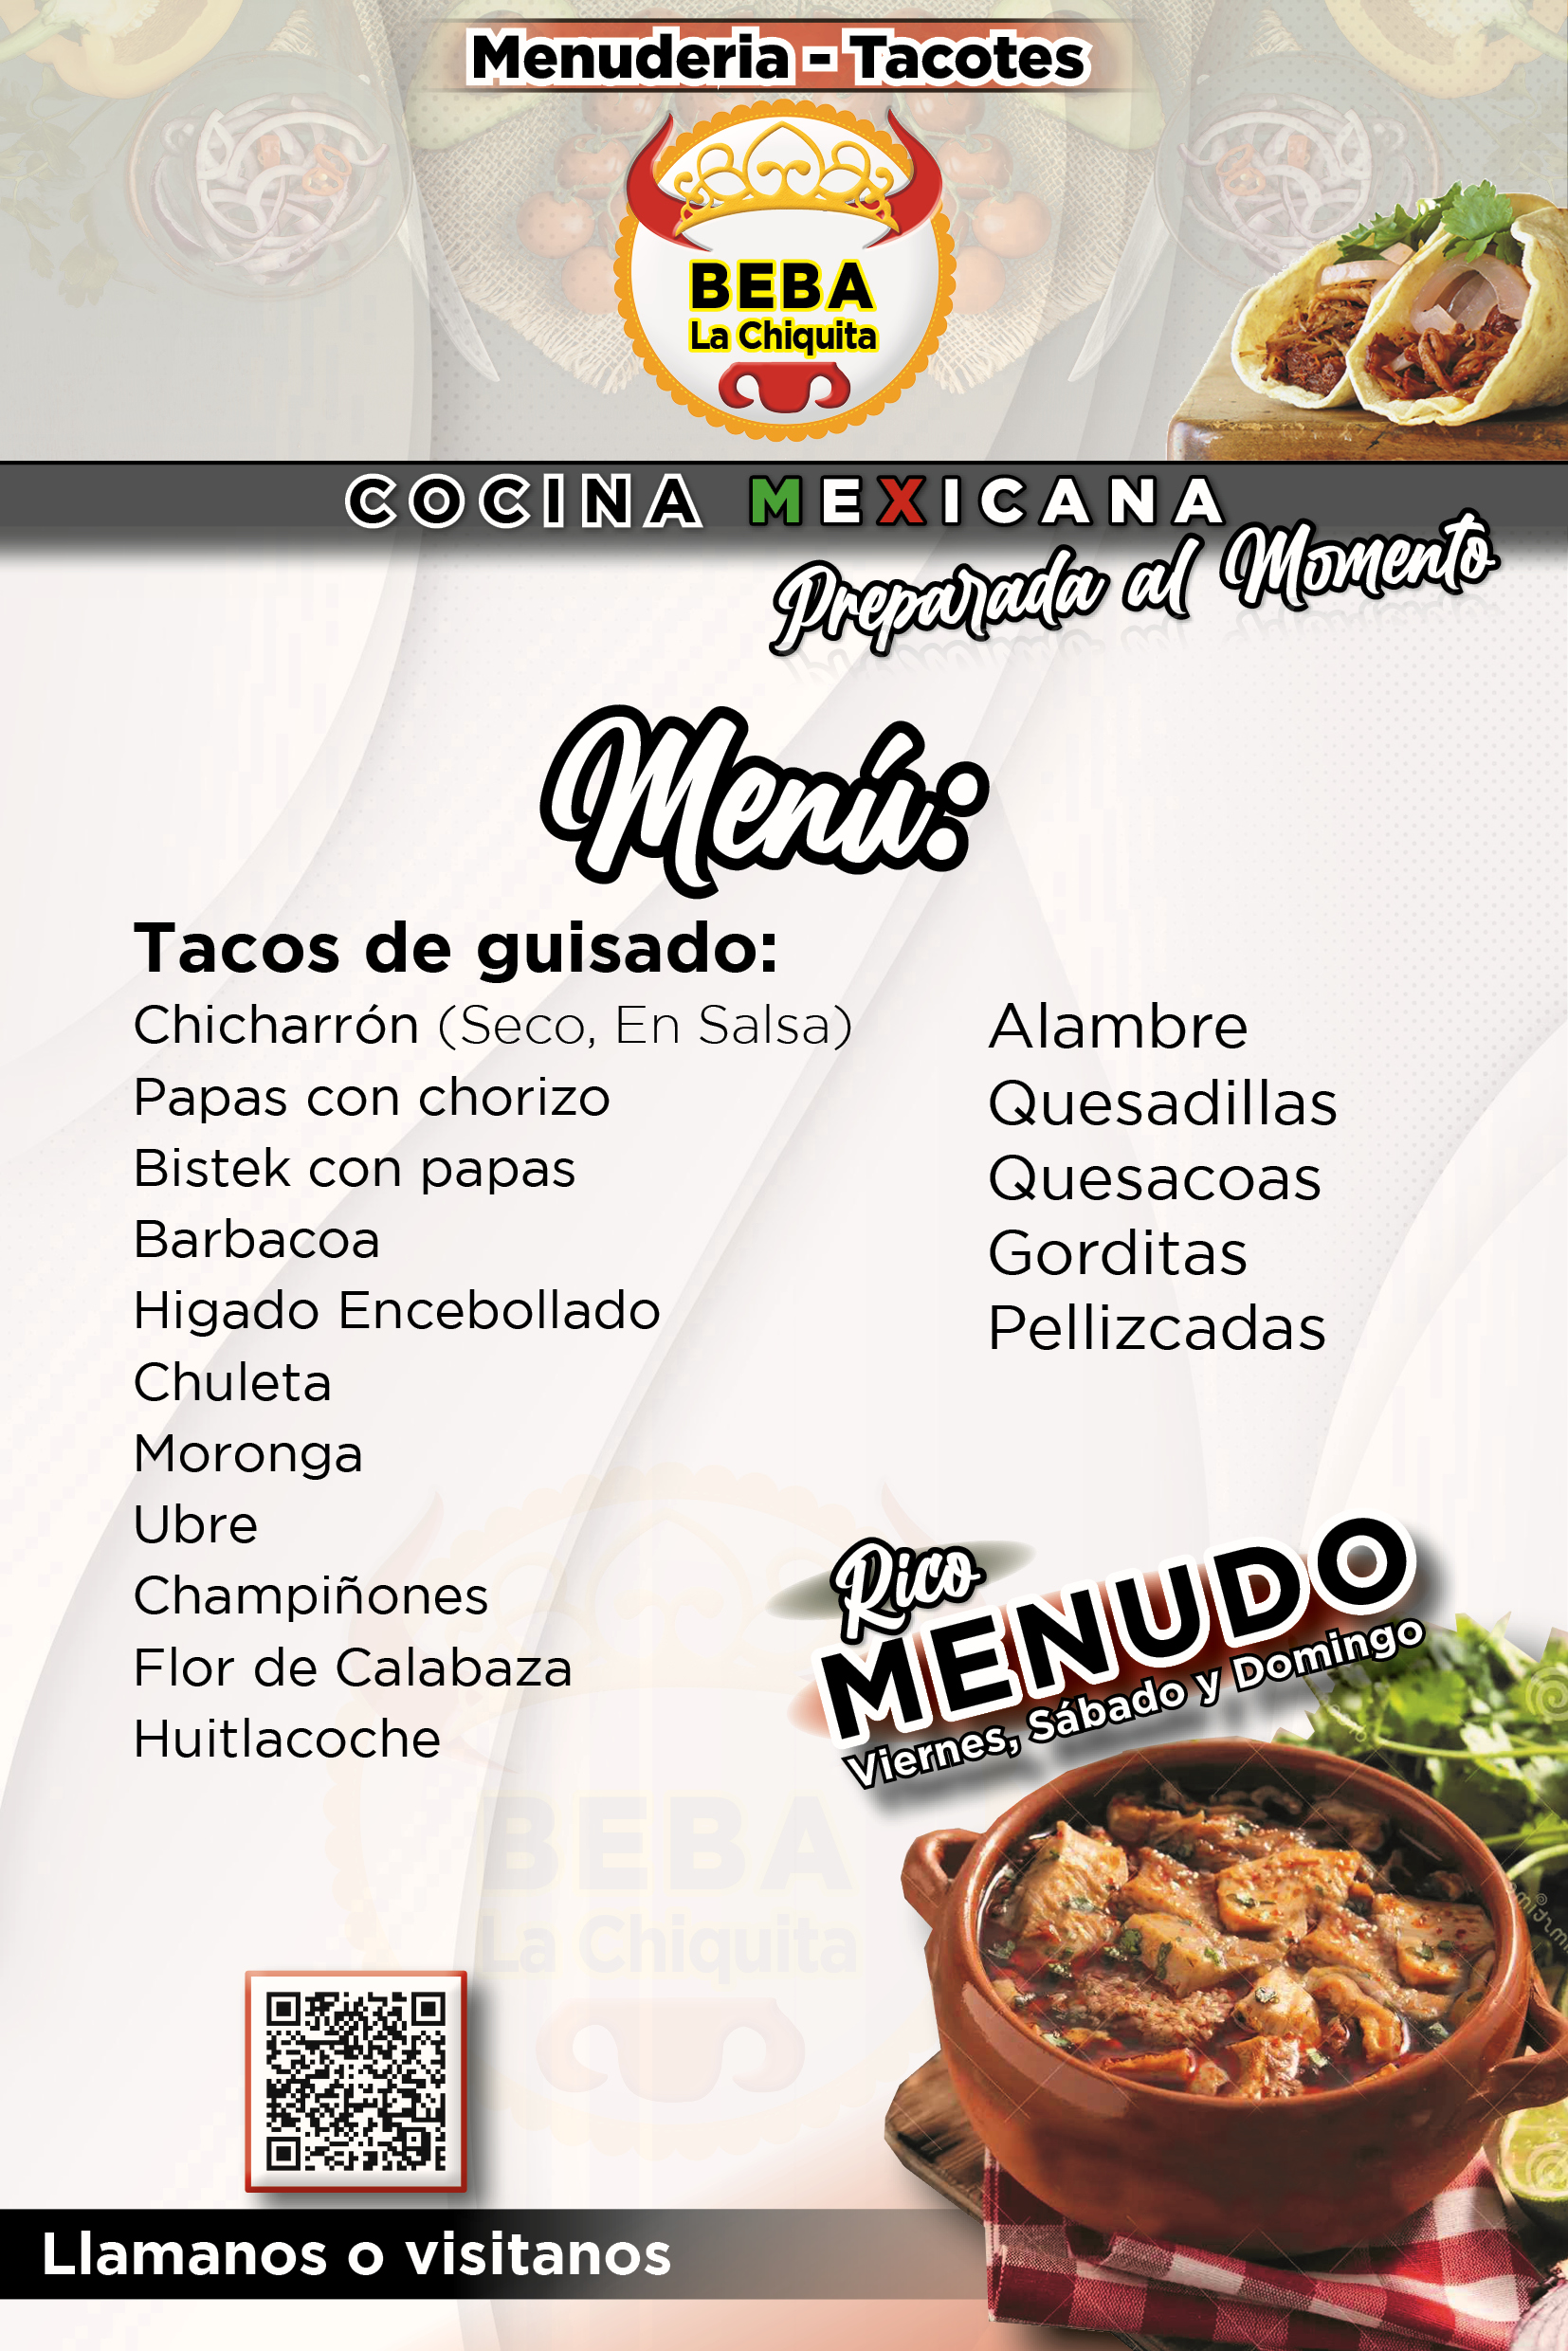 Menuderia - Tacotes
BEBA
La Chiquita
COCINA MEXICANA
Preparada al Momento
Menú:
Tacos de guisado:
Chicharrón (Seco, En Salsa)
Papas con chorizo
Bistek con papas
Barbacoa
Higado Encebollado
Chuleta
Moronga
Ubre
Champiñones
Flor de Calabaza
Huitlacoche
Alambre
Quesadillas
Quesacoas
Gorditas
Pellizcadas
Rico
MENUDO
Viernes, Sábado y Domingo
BEBA
La Chiquita
Llamanos o visitanos